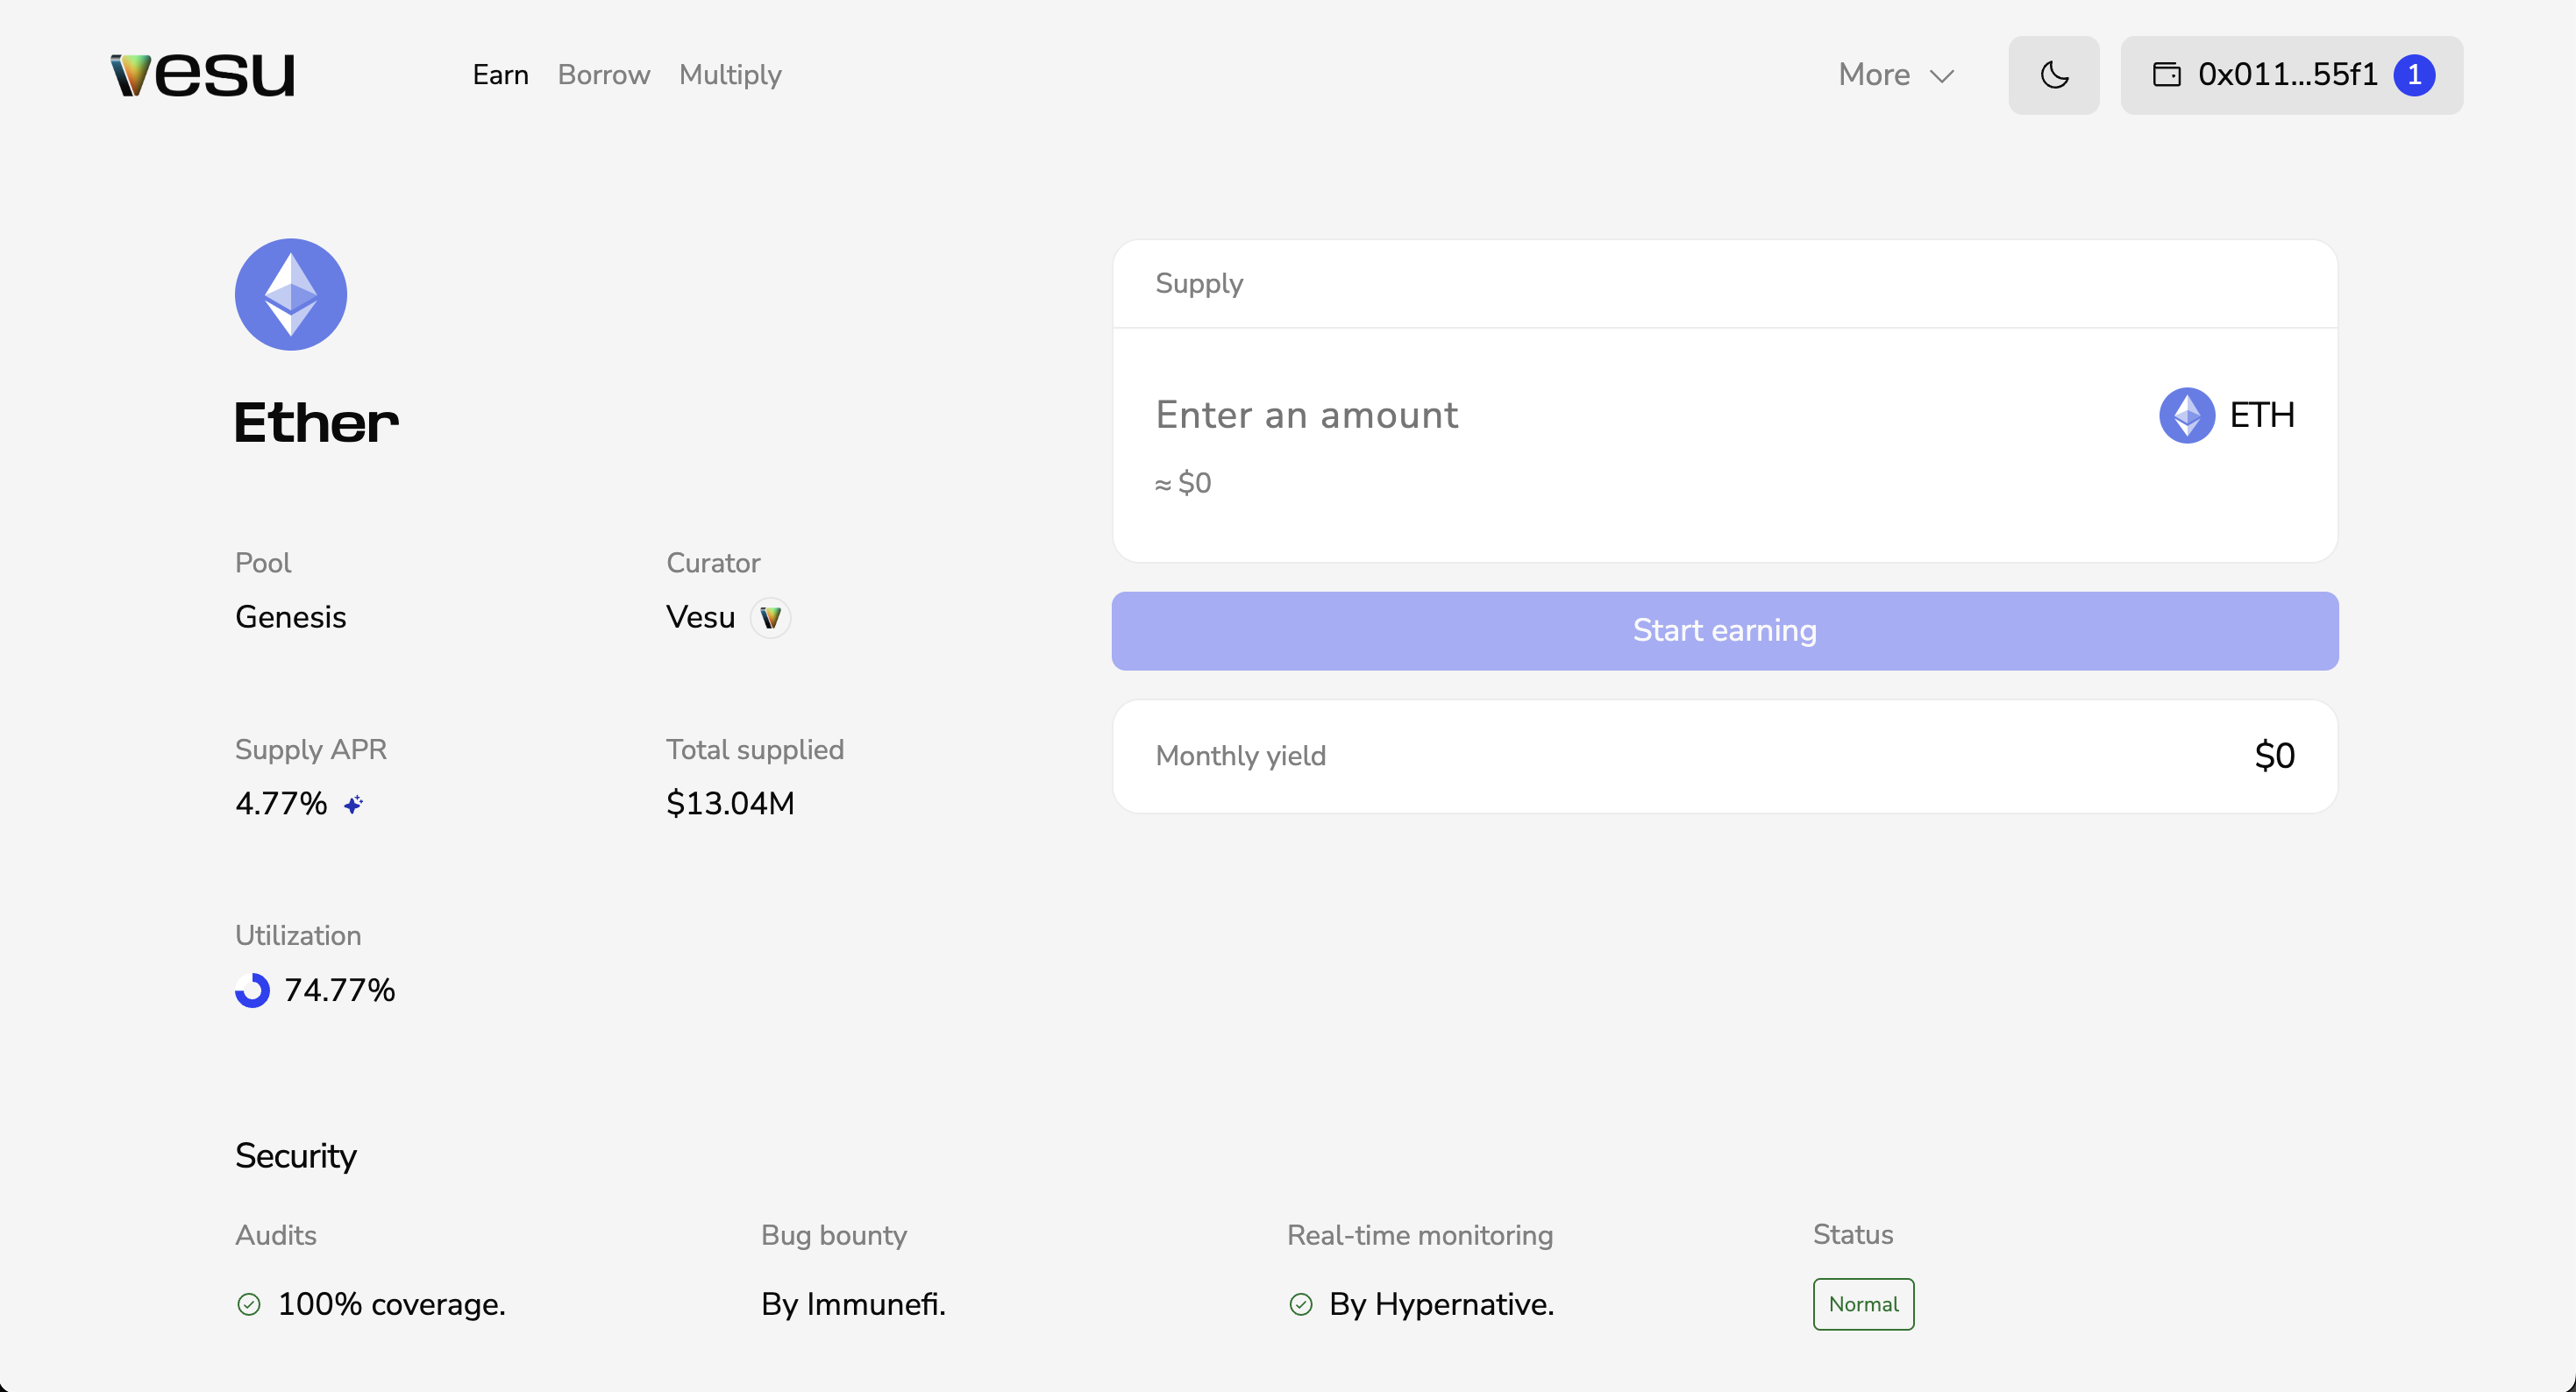 vesu
Earn Borrow Multiply
More
0x011...55f1 1
Ether
Pool
Genesis
Curator
Vesu
Supply APR
4.77%
Total supplied
$13.04M
Utilization
74.77%
Supply
Enter an amount
ETH
≈ $0
Start earning
Monthly yield
$0
Security
Audits
100% coverage.
Bug bounty
By Immunefi.
Real-time monitoring
By Hypernative.
Status
Normal